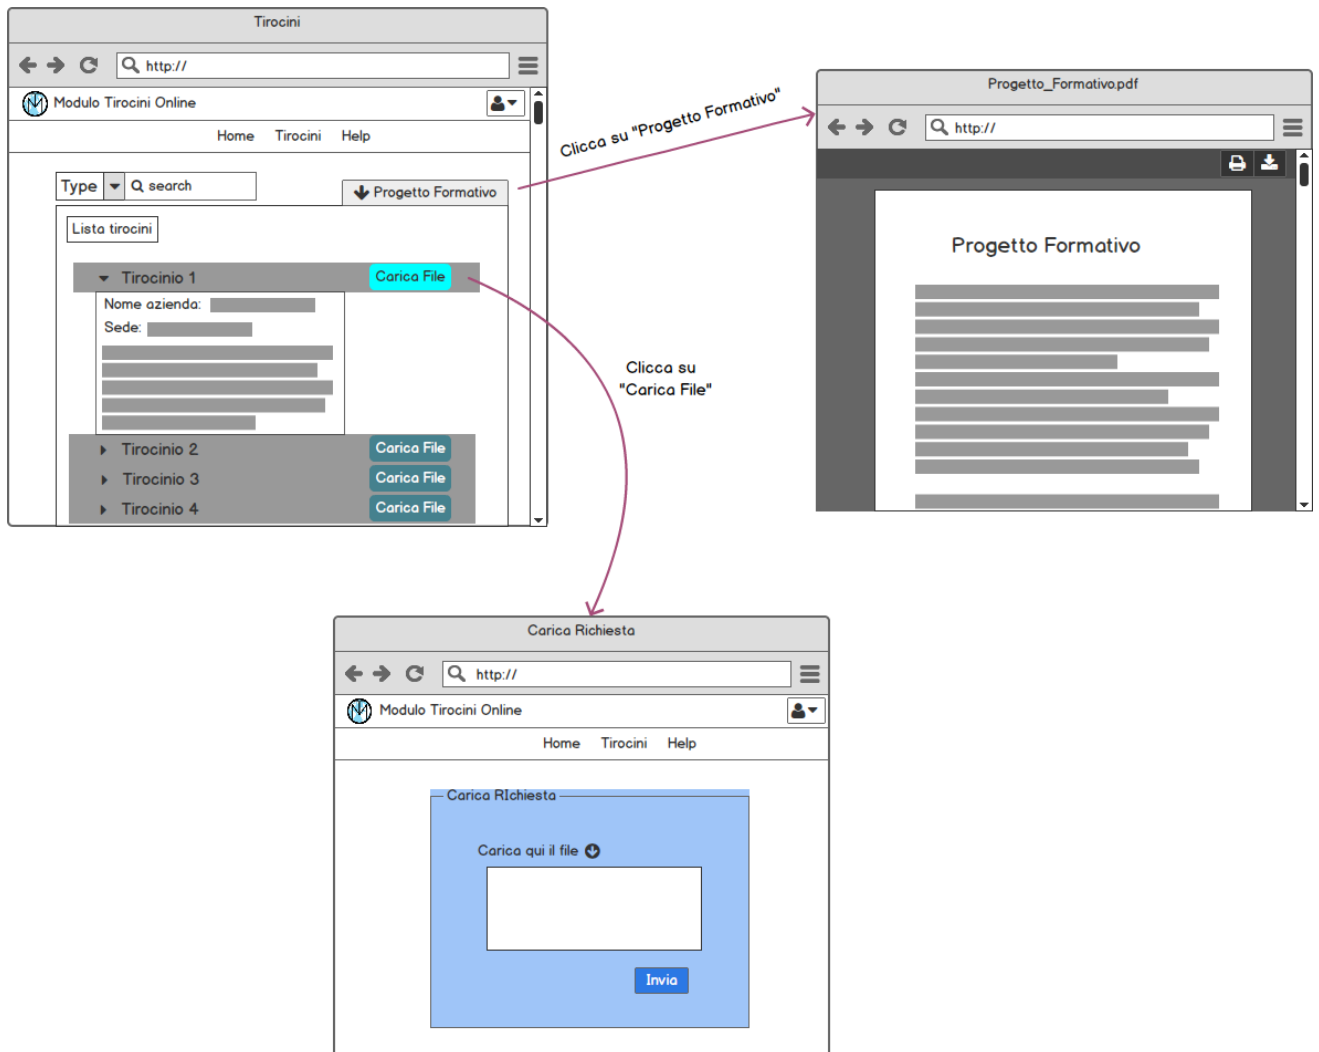 Tirocini
http://
Modulo Tirocini Online
Home Tirocini Help
Type search
Progetto Formativo
Lista tirocini
Tirocinio 1 Carica File
Nome azienda:
Sede:
Tirocinio 2 Carica File
Tirocinio 3 Carica File
Tirocinio 4 Carica File
Clicca su "Progetto Formativo"
Progetto_Formativo.pdf
http://
Progetto Formativo
Clicca su
"Carica File"
Carica Richiesta
http://
Modulo Tirocini Online
Home Tirocini Help
Carica RIchiesta
Carica qui il file
Invia